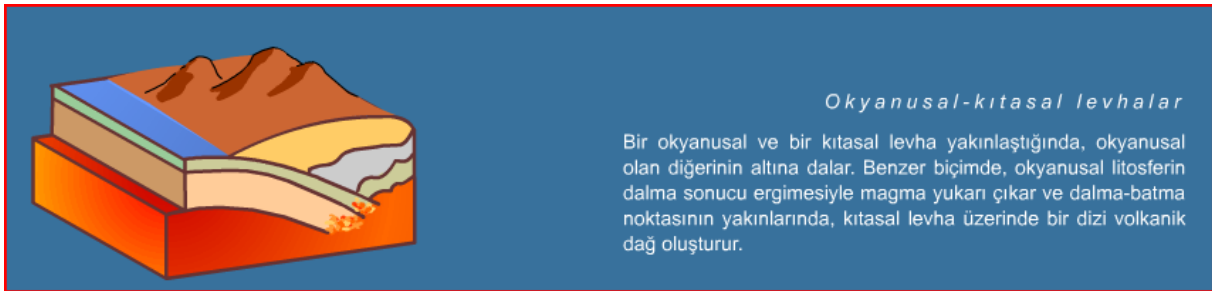 Okyanusal-kıtasal levhalar
Bir okyanusal ve bir kıtasal levha yakınlaştığında, okyanusal
olan diğerinin altına dalar. Benzer biçimde, okyanusal litosferin
dalma sonucu ergimesiyle magma yukarı çıkar ve dalma-batma
noktasının yakınlarında, kıtasal levha üzerinde bir dizi volkanik
dağ oluşturur.